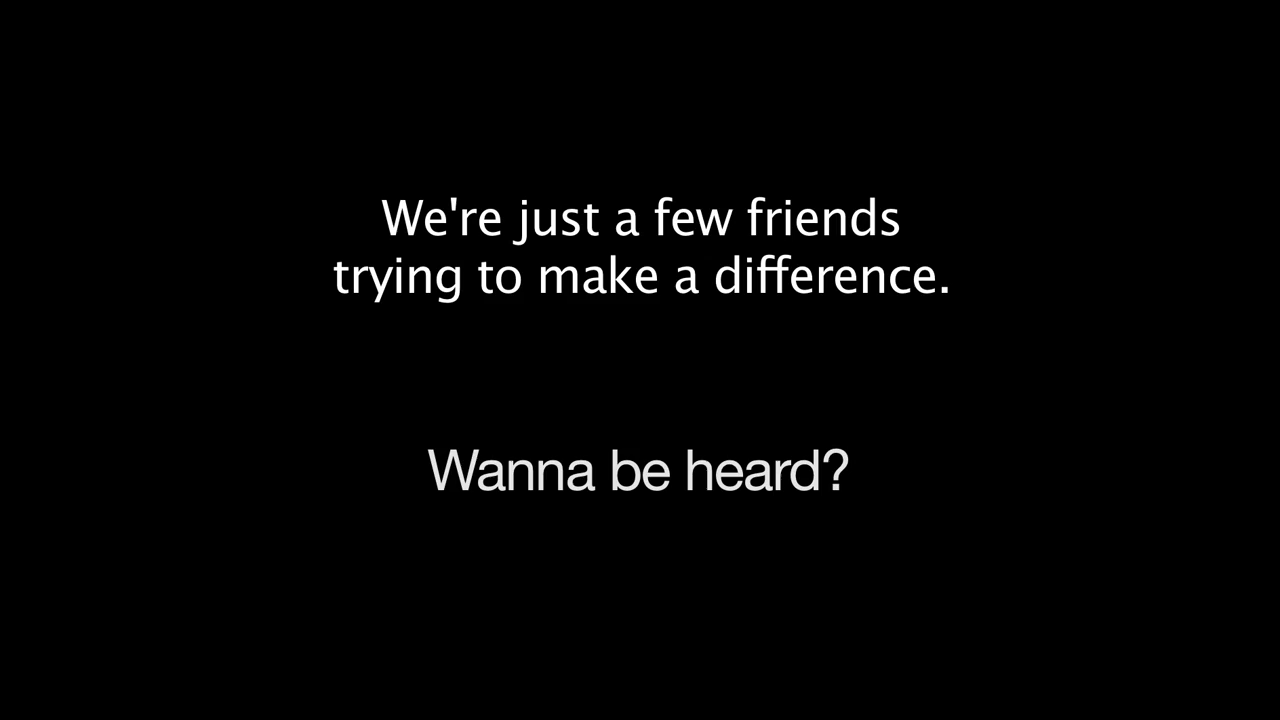 We're just a few friends
trying to make a difference.
Wanna be heard?